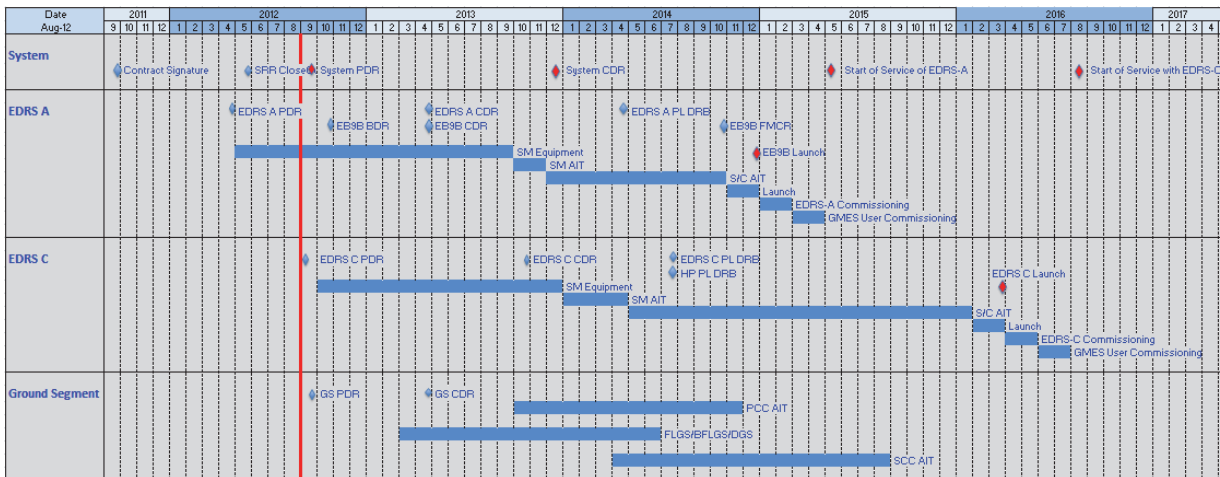 Date 2011 2012 2013 2014 2015 2016 2017
Aug-12 9 10 11 12 1 2 3 4 5 6 7 8 9 10 11 12 1 2 3 4 5 6 7 8 9 10 11 12 1 2 3 4 5 6 7 8 9 10 11 12 1 2 3 4 5 6 7 8 9 10 11 12 1 2 3 4 5 6 7 8 9 10 11 12 1 2 3 4
System
Contract Signature SRR Close System PDR System CDR Start of Service of EDRS-A Start of Service with EDRS-C
EDRS A
EDRS A PDR EDRS A CDR EDRS A PL DRB
EB9B BDR EB9B CDR EB9B FMCR
SM Equipment EB9B Launch
SM AIT
S/C AIT
Launch
EDRS-A Commissioning
GMES User Commissioning
EDRS C
EDRS C PDR EDRS C CDR EDRS C PL DRB
HP PL DRB EDRS C Launch
SM Equipment
SM AIT
S/C AIT
Launch
EDRS-C Commissioning
GMES User Commissioning
Ground Segment
GS PDR GS CDR
PCC AIT
FLGS/BFLGS/DGS
SCC AIT